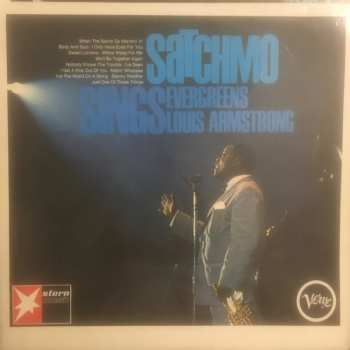 When The Saints Go Marchin' In
Body And Soul · I Only Have Eyes For You
Sweet Lorraine · Willow Weep For Me
We'll Be Together Again
Nobody Knows The Trouble I've Seen
I Get A Kick Out Of You · Makin' Whoopee
I've The World On A String · Stormy Weather
Just One Of Those Things
SATCHMO
SINGS EVERGREENS
LOUIS ARMSTRONG
stern
Verve